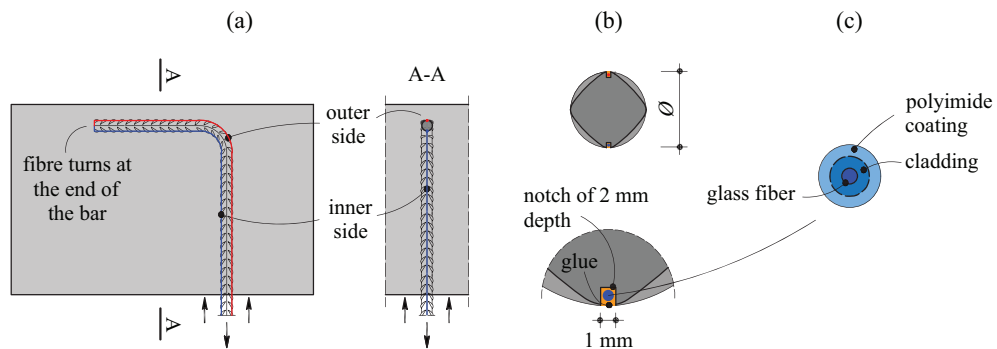 (a)
(b)
(c)
A
A-A
outer
side
fibre turns at
the end of
the bar
inner
side
A
Ø
notch of 2 mm
depth
glue
1 mm
polyimide
coating
cladding
glass fiber